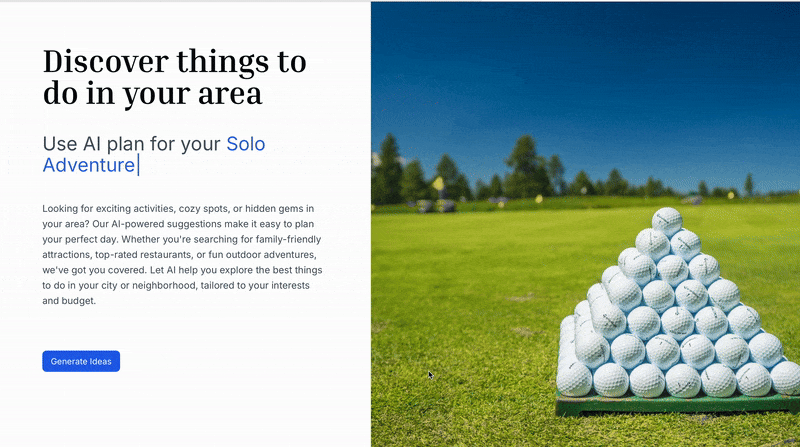 Discover things to
do in your area
Use AI plan for your Solo
Adventure|
Looking for exciting activities, cozy spots, or hidden gems in
your area? Our AI-powered suggestions make it easy to plan
your perfect day. Whether you're searching for family-friendly
attractions, top-rated restaurants, or fun outdoor adventures,
we've got you covered. Let AI help you explore the best things
to do in your city or neighborhood, tailored to your interests
and budget.
Generate Ideas